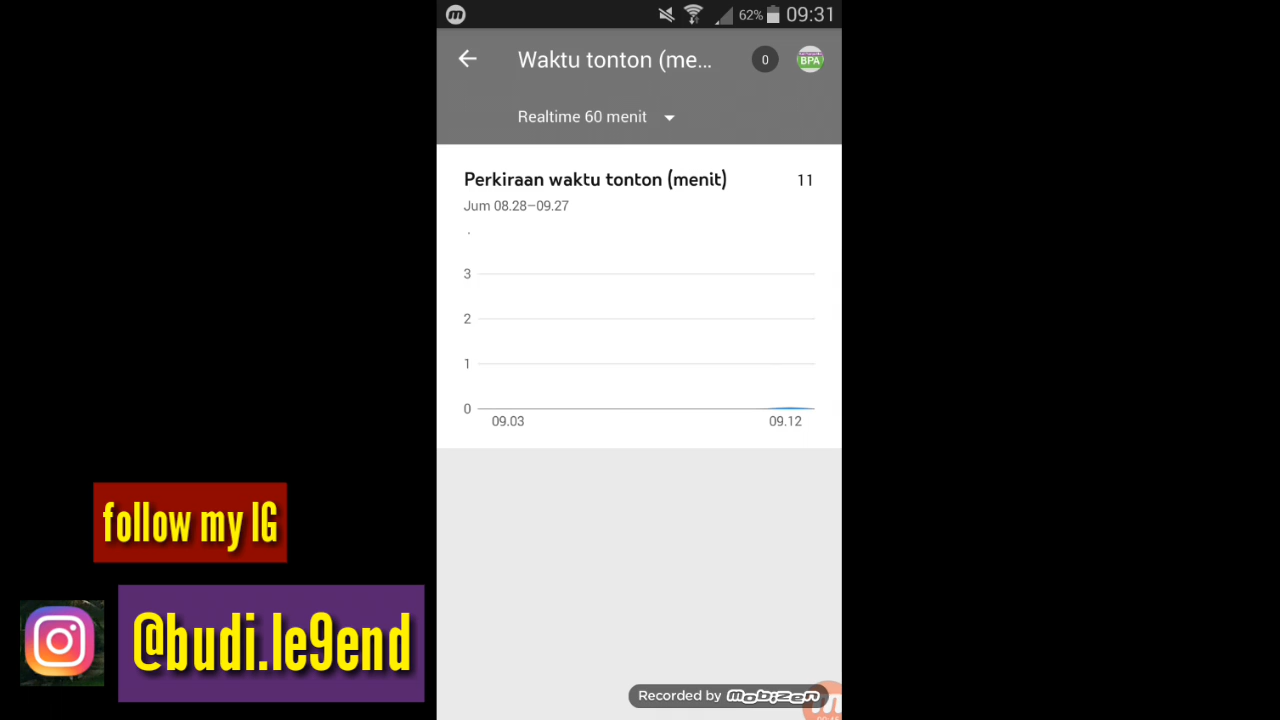 62% 09:31
Waktu tonton (me... 0 BPA
Realtime 60 menit
Perkiraan waktu tonton (menit) 11
Jum 08.28–09.27
3
2
1
0
09.03 09.12
follow my IG
@budi.le9end
Recorded by mobizen